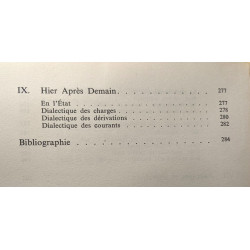 IX. Hier Après Demain. . . . . . . . . . . . 277
En l'État . . . . . . . . . . . . 277
Dialectique des charges . . . . . . . . . . 278
Dialectique des dérivations . . . . . . . . 280
Dialectique des courants . . . . . . . . . 282
Bibliographie . . . . . . . . . . . . . . 286